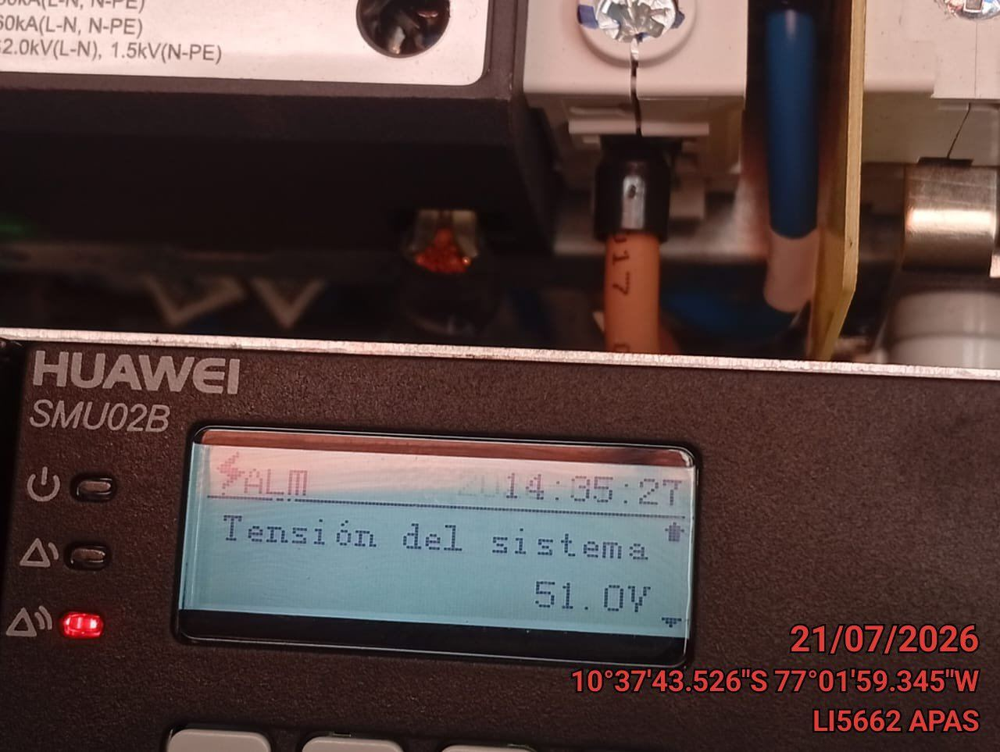 60kA(L-N, N-PE)
≤2.0kV(L-N), 1.5kV(N-PE)
017
HUAWEI
SMU02B
ALM 14:35:27
Tensión del sistema
51.0V
21/07/2026
10°37'43.526"S 77°01'59.345"W
LI5662 APAS